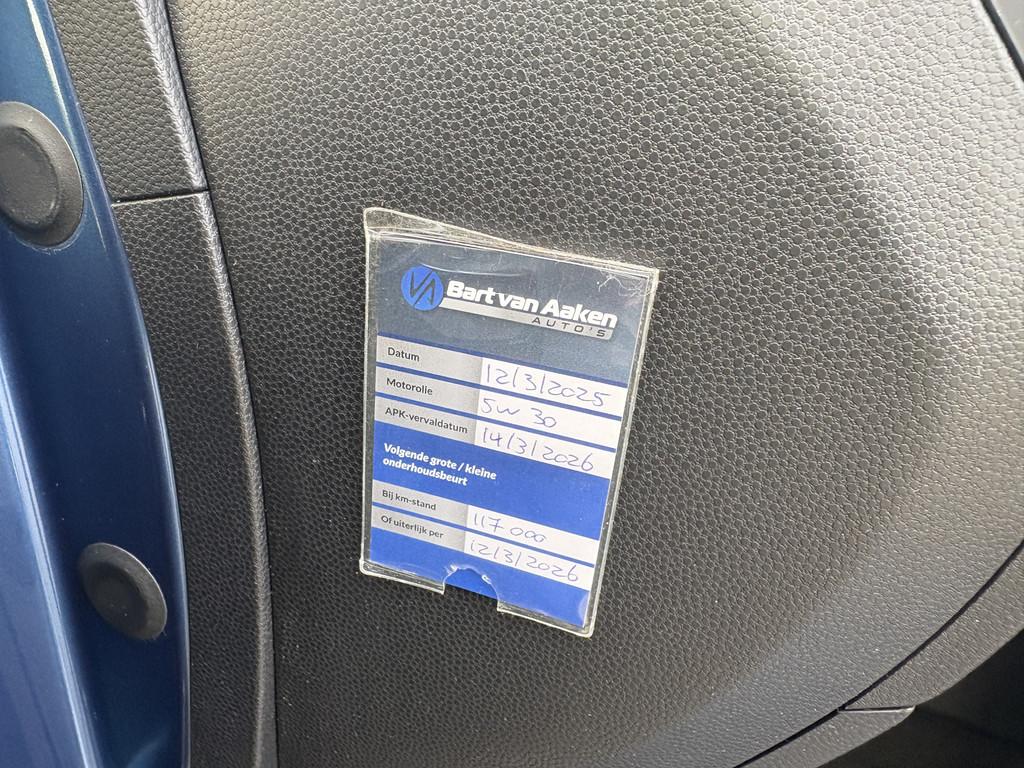 VA Bart van Aaken
AUTO'S
Datum 12/3/2025
Motorolie 5w 30
APK-vervaldatum 14/3/2026
Volgende grote / kleine
onderhoudsbeurt
Bij km-stand 117 000
Of uiterlijk per 12/3/2026